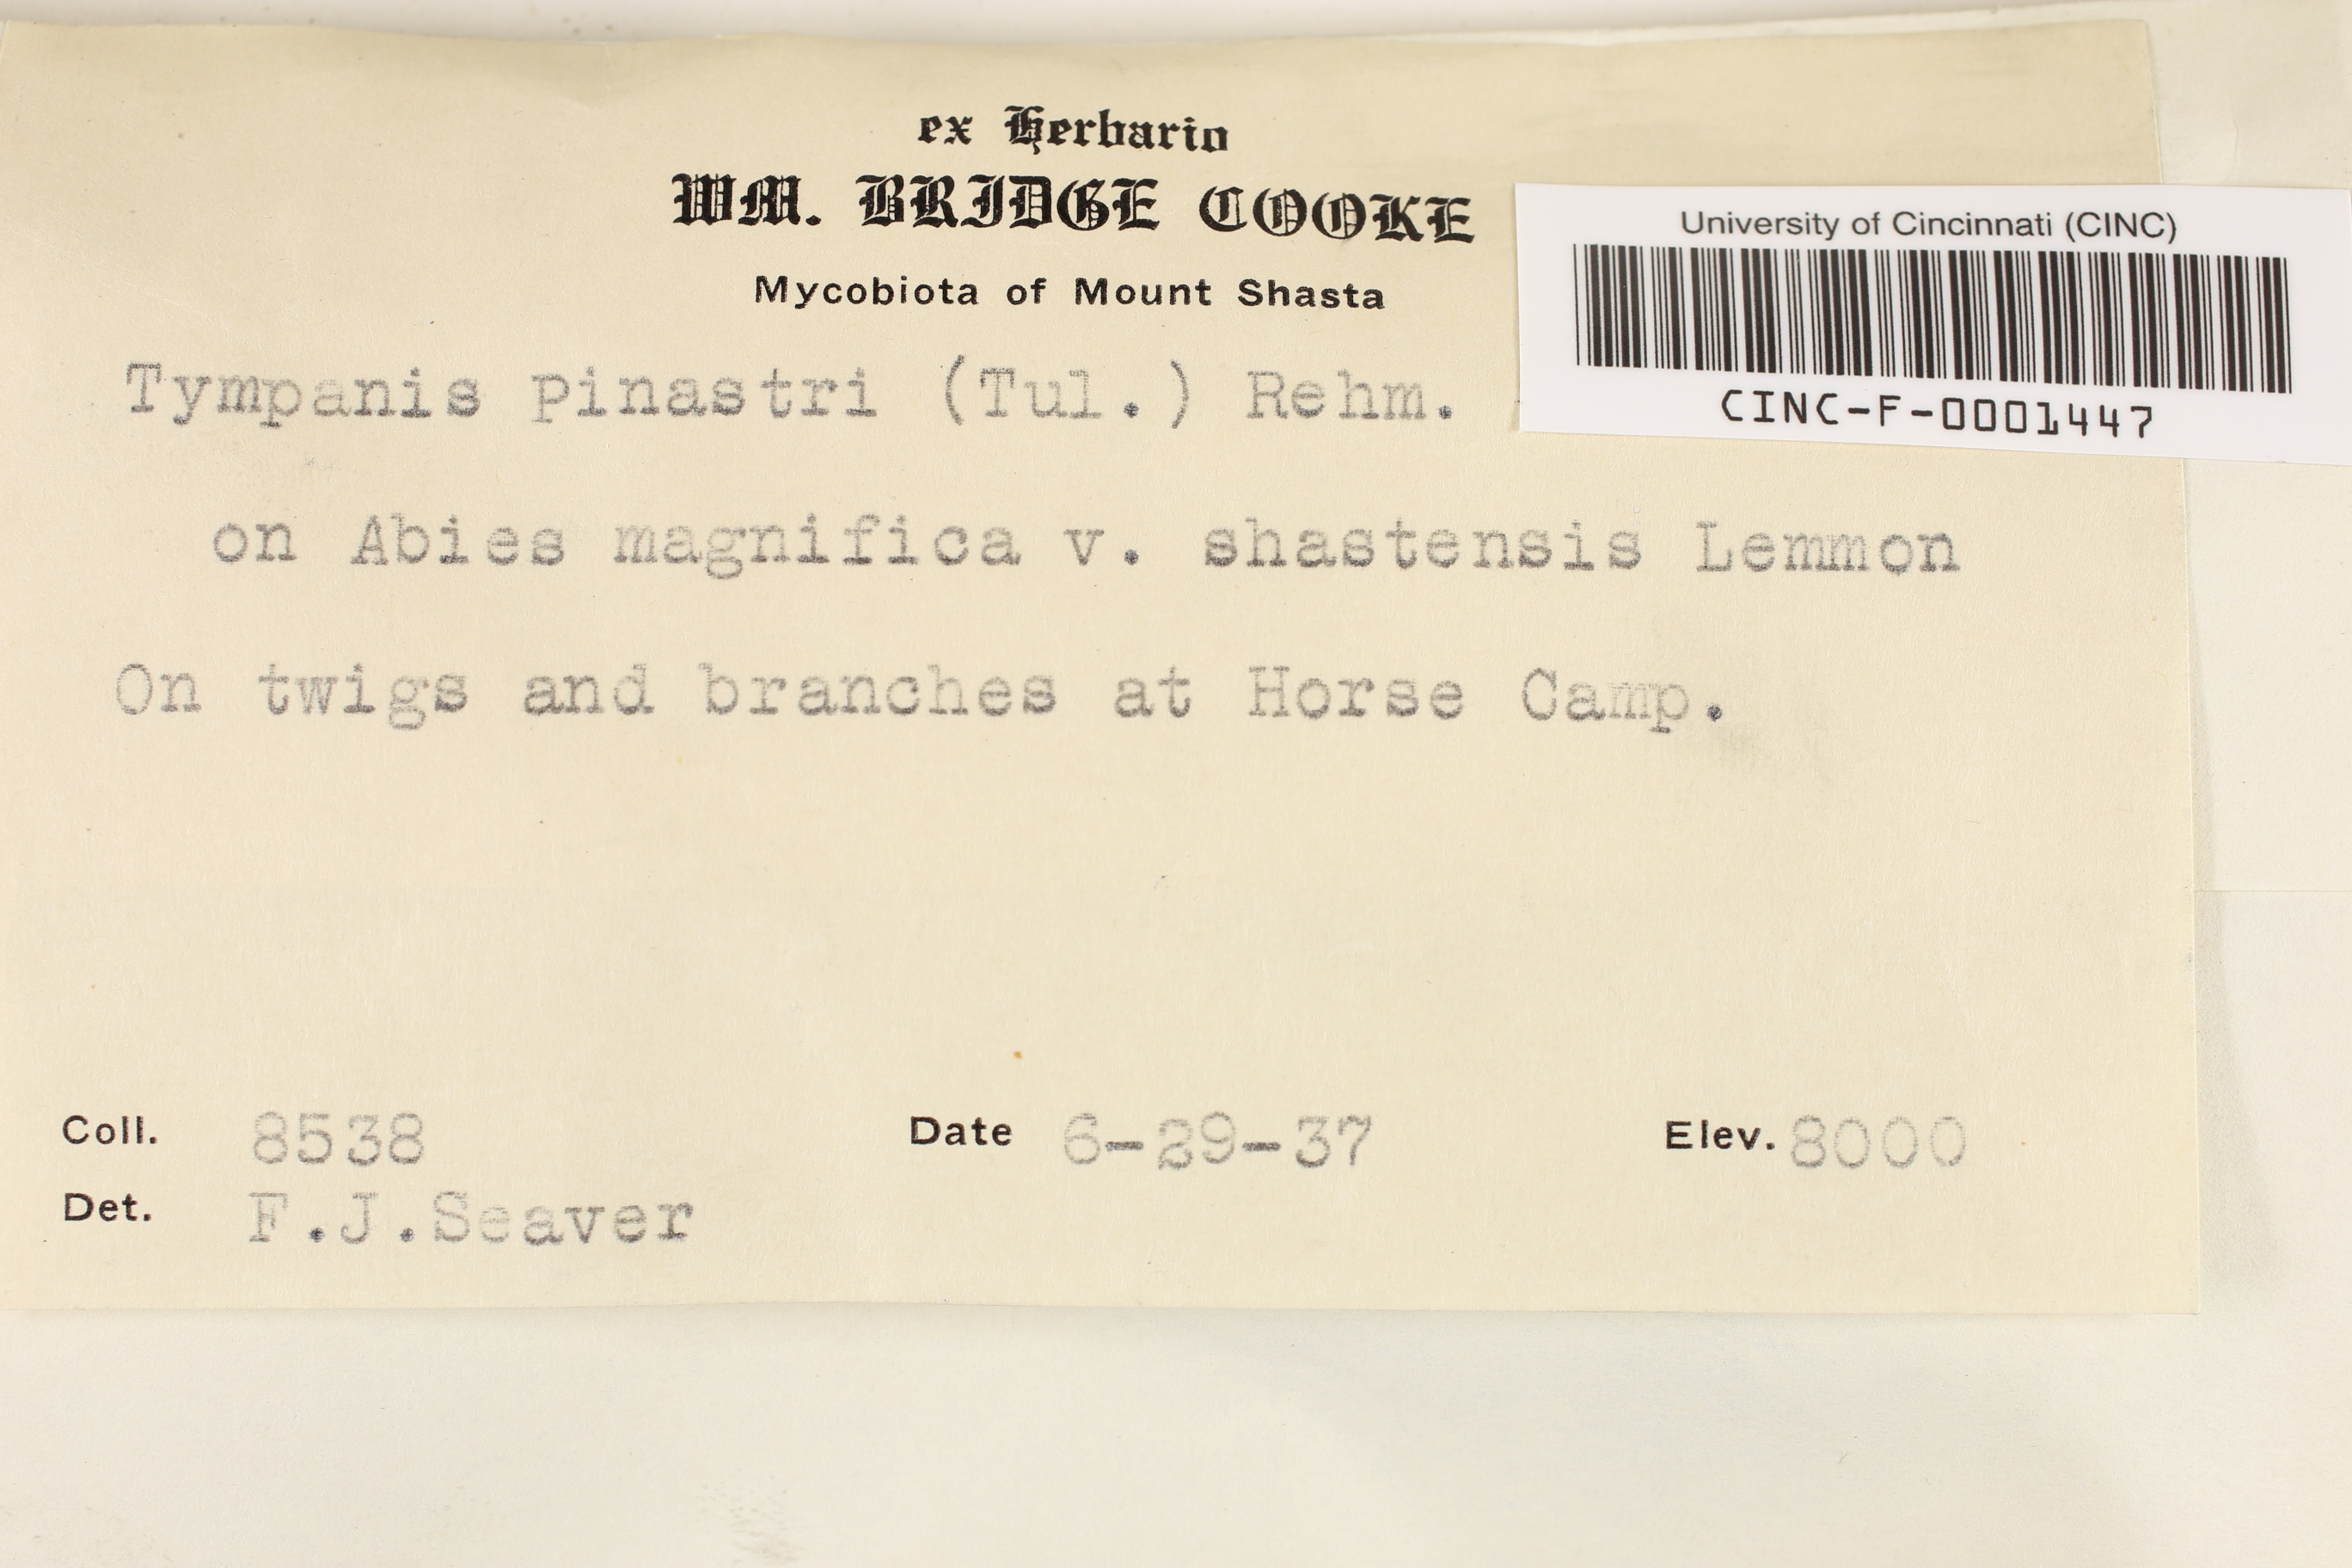 ex Herbario
WM. BRIDGE COOKE
Mycobiota of Mount Shasta
University of Cincinnati (CINC)
CINC-F-0001447
Tympanis pinastri (Tul.) Rehm.
on Abies magnifica v. shastensis Lemmon
On twigs and branches at Horse Camp.
Coll. 8538 Date 6-29-37 Elev. 8000
Det. F.J.Seaver